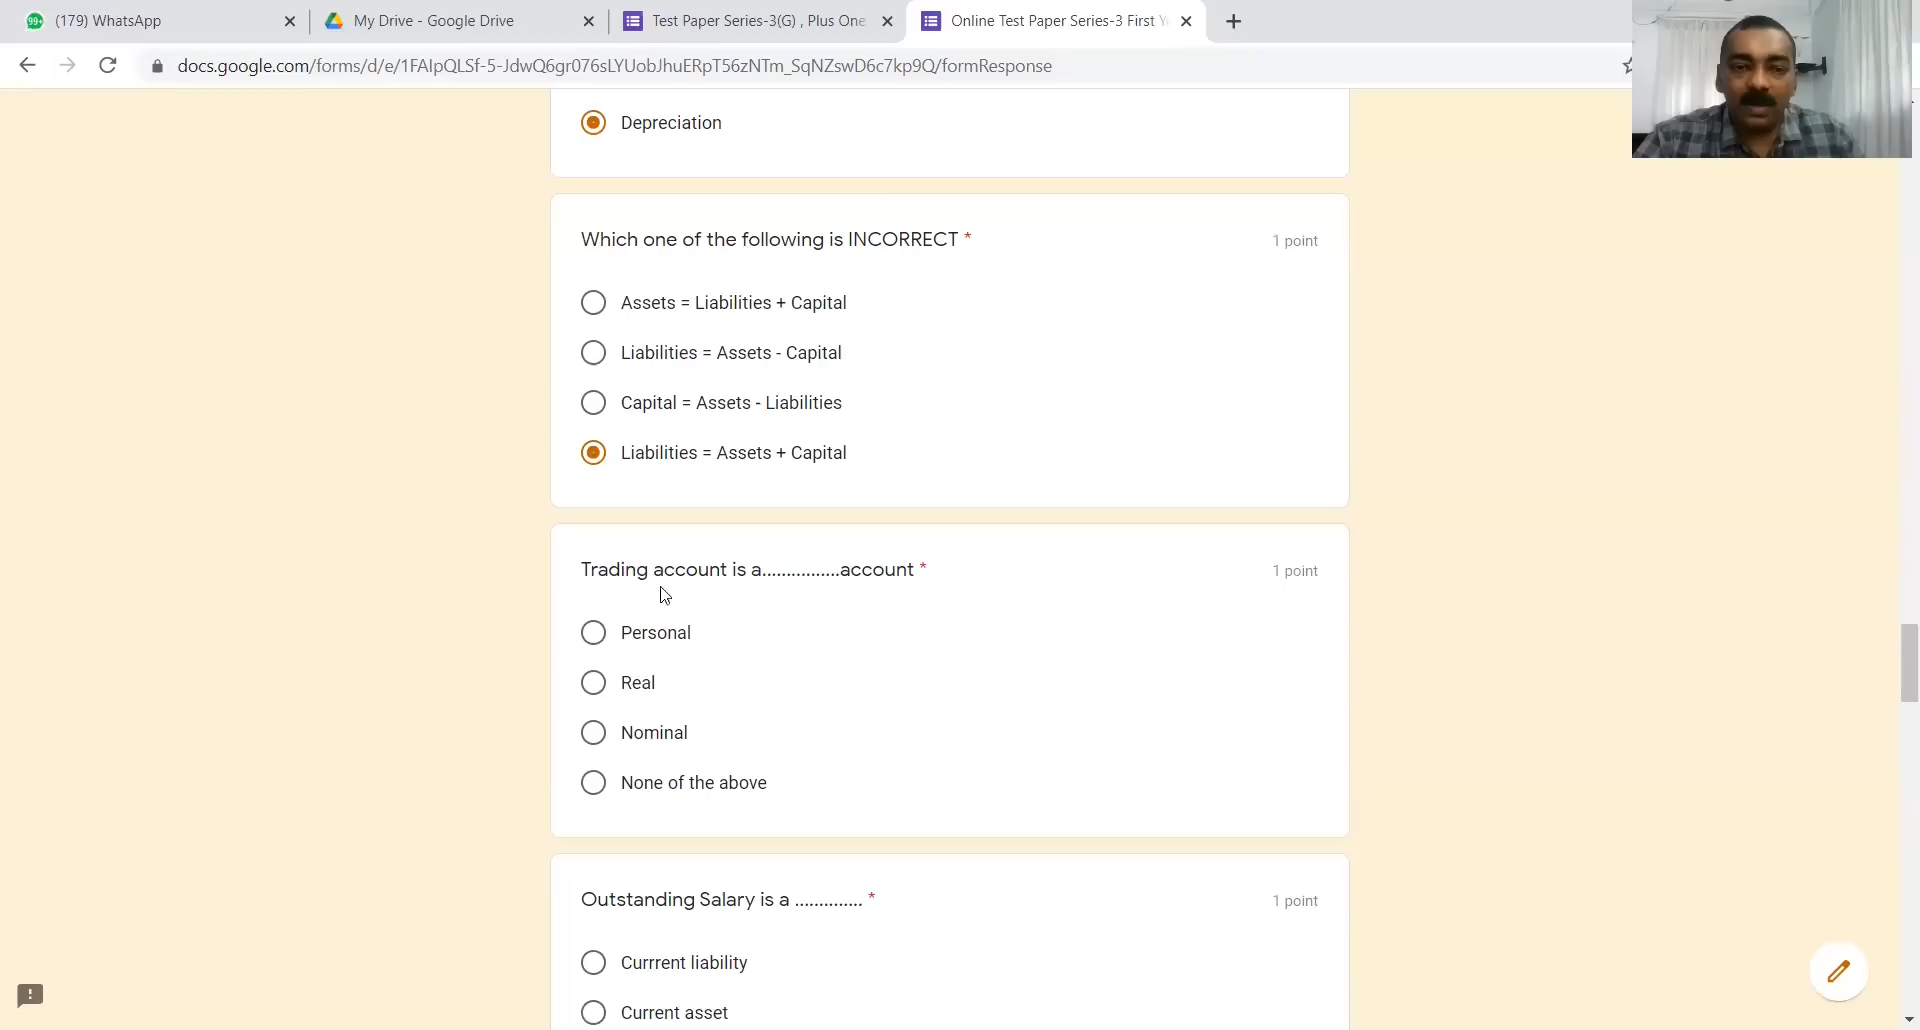 99+ (179) WhatsApp
My Drive - Google Drive
Test Paper Series-3(G) , Plus One
Online Test Paper Series-3 First Y
docs.google.com/forms/d/e/1FAIpQLSf-5-JdwQ6gr076sLYUobJhuERpT56zNTm_SqNZswD6c7kp9Q/formResponse
Depreciation
Which one of the following is INCORRECT *
1 point
Assets = Liabilities + Capital
Liabilities = Assets - Capital
Capital = Assets - Liabilities
Liabilities = Assets + Capital
Trading account is a................account *
1 point
Personal
Real
Nominal
None of the above
Outstanding Salary is a .............. *
1 point
Currrent liability
Current asset